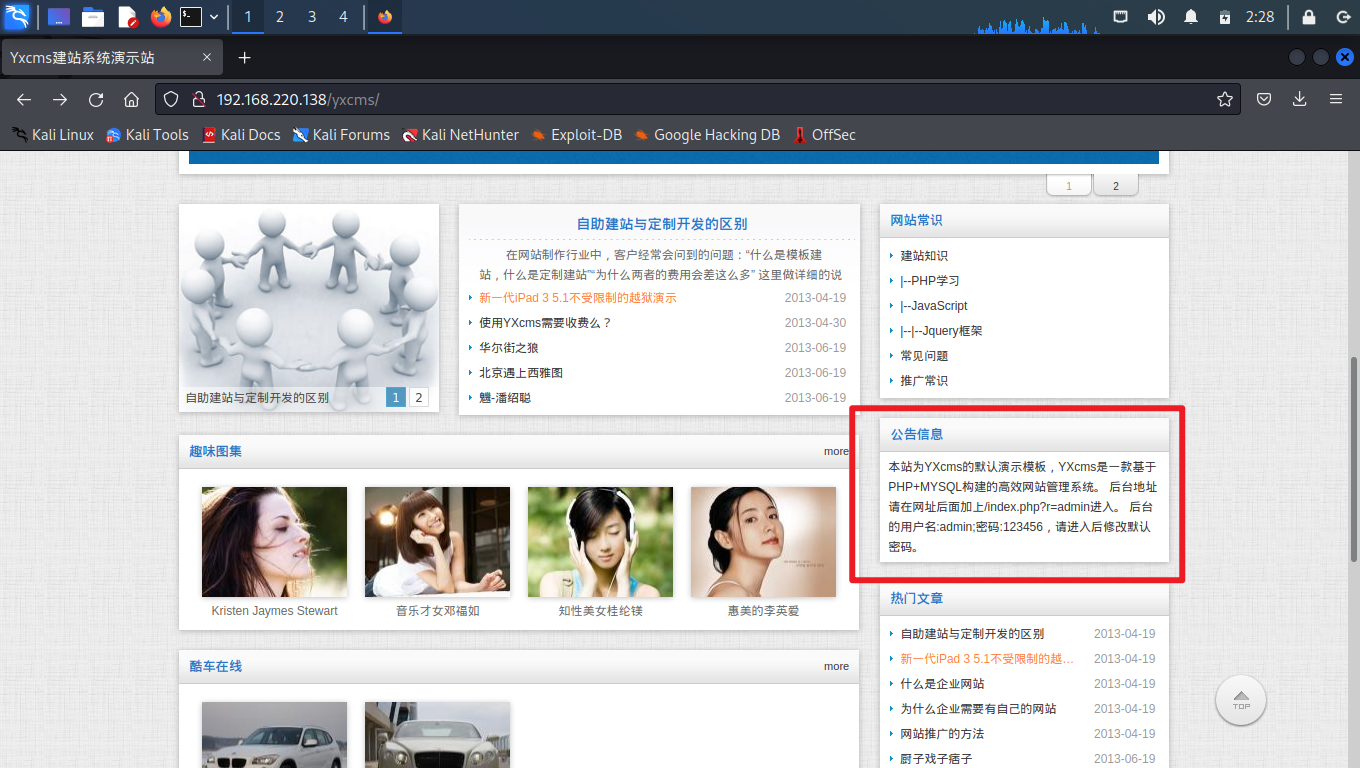 1 2 3 4
2:28
Yxcms建站系统演示站
192.168.220.138/yxcms/
Kali Linux Kali Tools Kali Docs Kali Forums Kali NetHunter Exploit-DB Google Hacking DB OffSec
1 2
自助建站与定制开发的区别
1 2
自助建站与定制开发的区别
在网站制作行业中，客户经常会问到的问题：“什么是模板建
站，什么是定制建站”“为什么两者的费用会差这么多” 这里做详细的说
新一代iPad 3 5.1不受限制的越狱演示 2013-04-19
使用YXcms需要收费么？ 2013-04-30
华尔街之狼 2013-06-19
北京遇上西雅图 2013-06-19
-潘绍聪 2013-06-19
网站常识
建站知识
|--PHP学习
|--JavaScript
|--|--Jquery框架
常见问题
推广常识
公告信息
本站为YXcms的默认演示模板，YXcms是一款基于
PHP+MYSQL构建的高效网站管理系统。 后台地址
请在网址后面加上/index.php?r=admin进入。 后台
的用户名:admin;密码:123456，请进入后修改默认
密码。
趣味图集 more
Kristen Jaymes Stewart
音乐才女邓福如
知性美女桂纶镁
惠美的李英爱
热门文章
自助建站与定制开发的区别 2013-04-19
新一代iPad 3 5.1不受限制的越… 2013-04-19
什么是企业网站 2013-04-19
为什么企业需要有自己的网站 2013-04-19
网站推广的方法 2013-04-19
厨子戏子痞子 2013-06-19
酷车在线 more
TOP